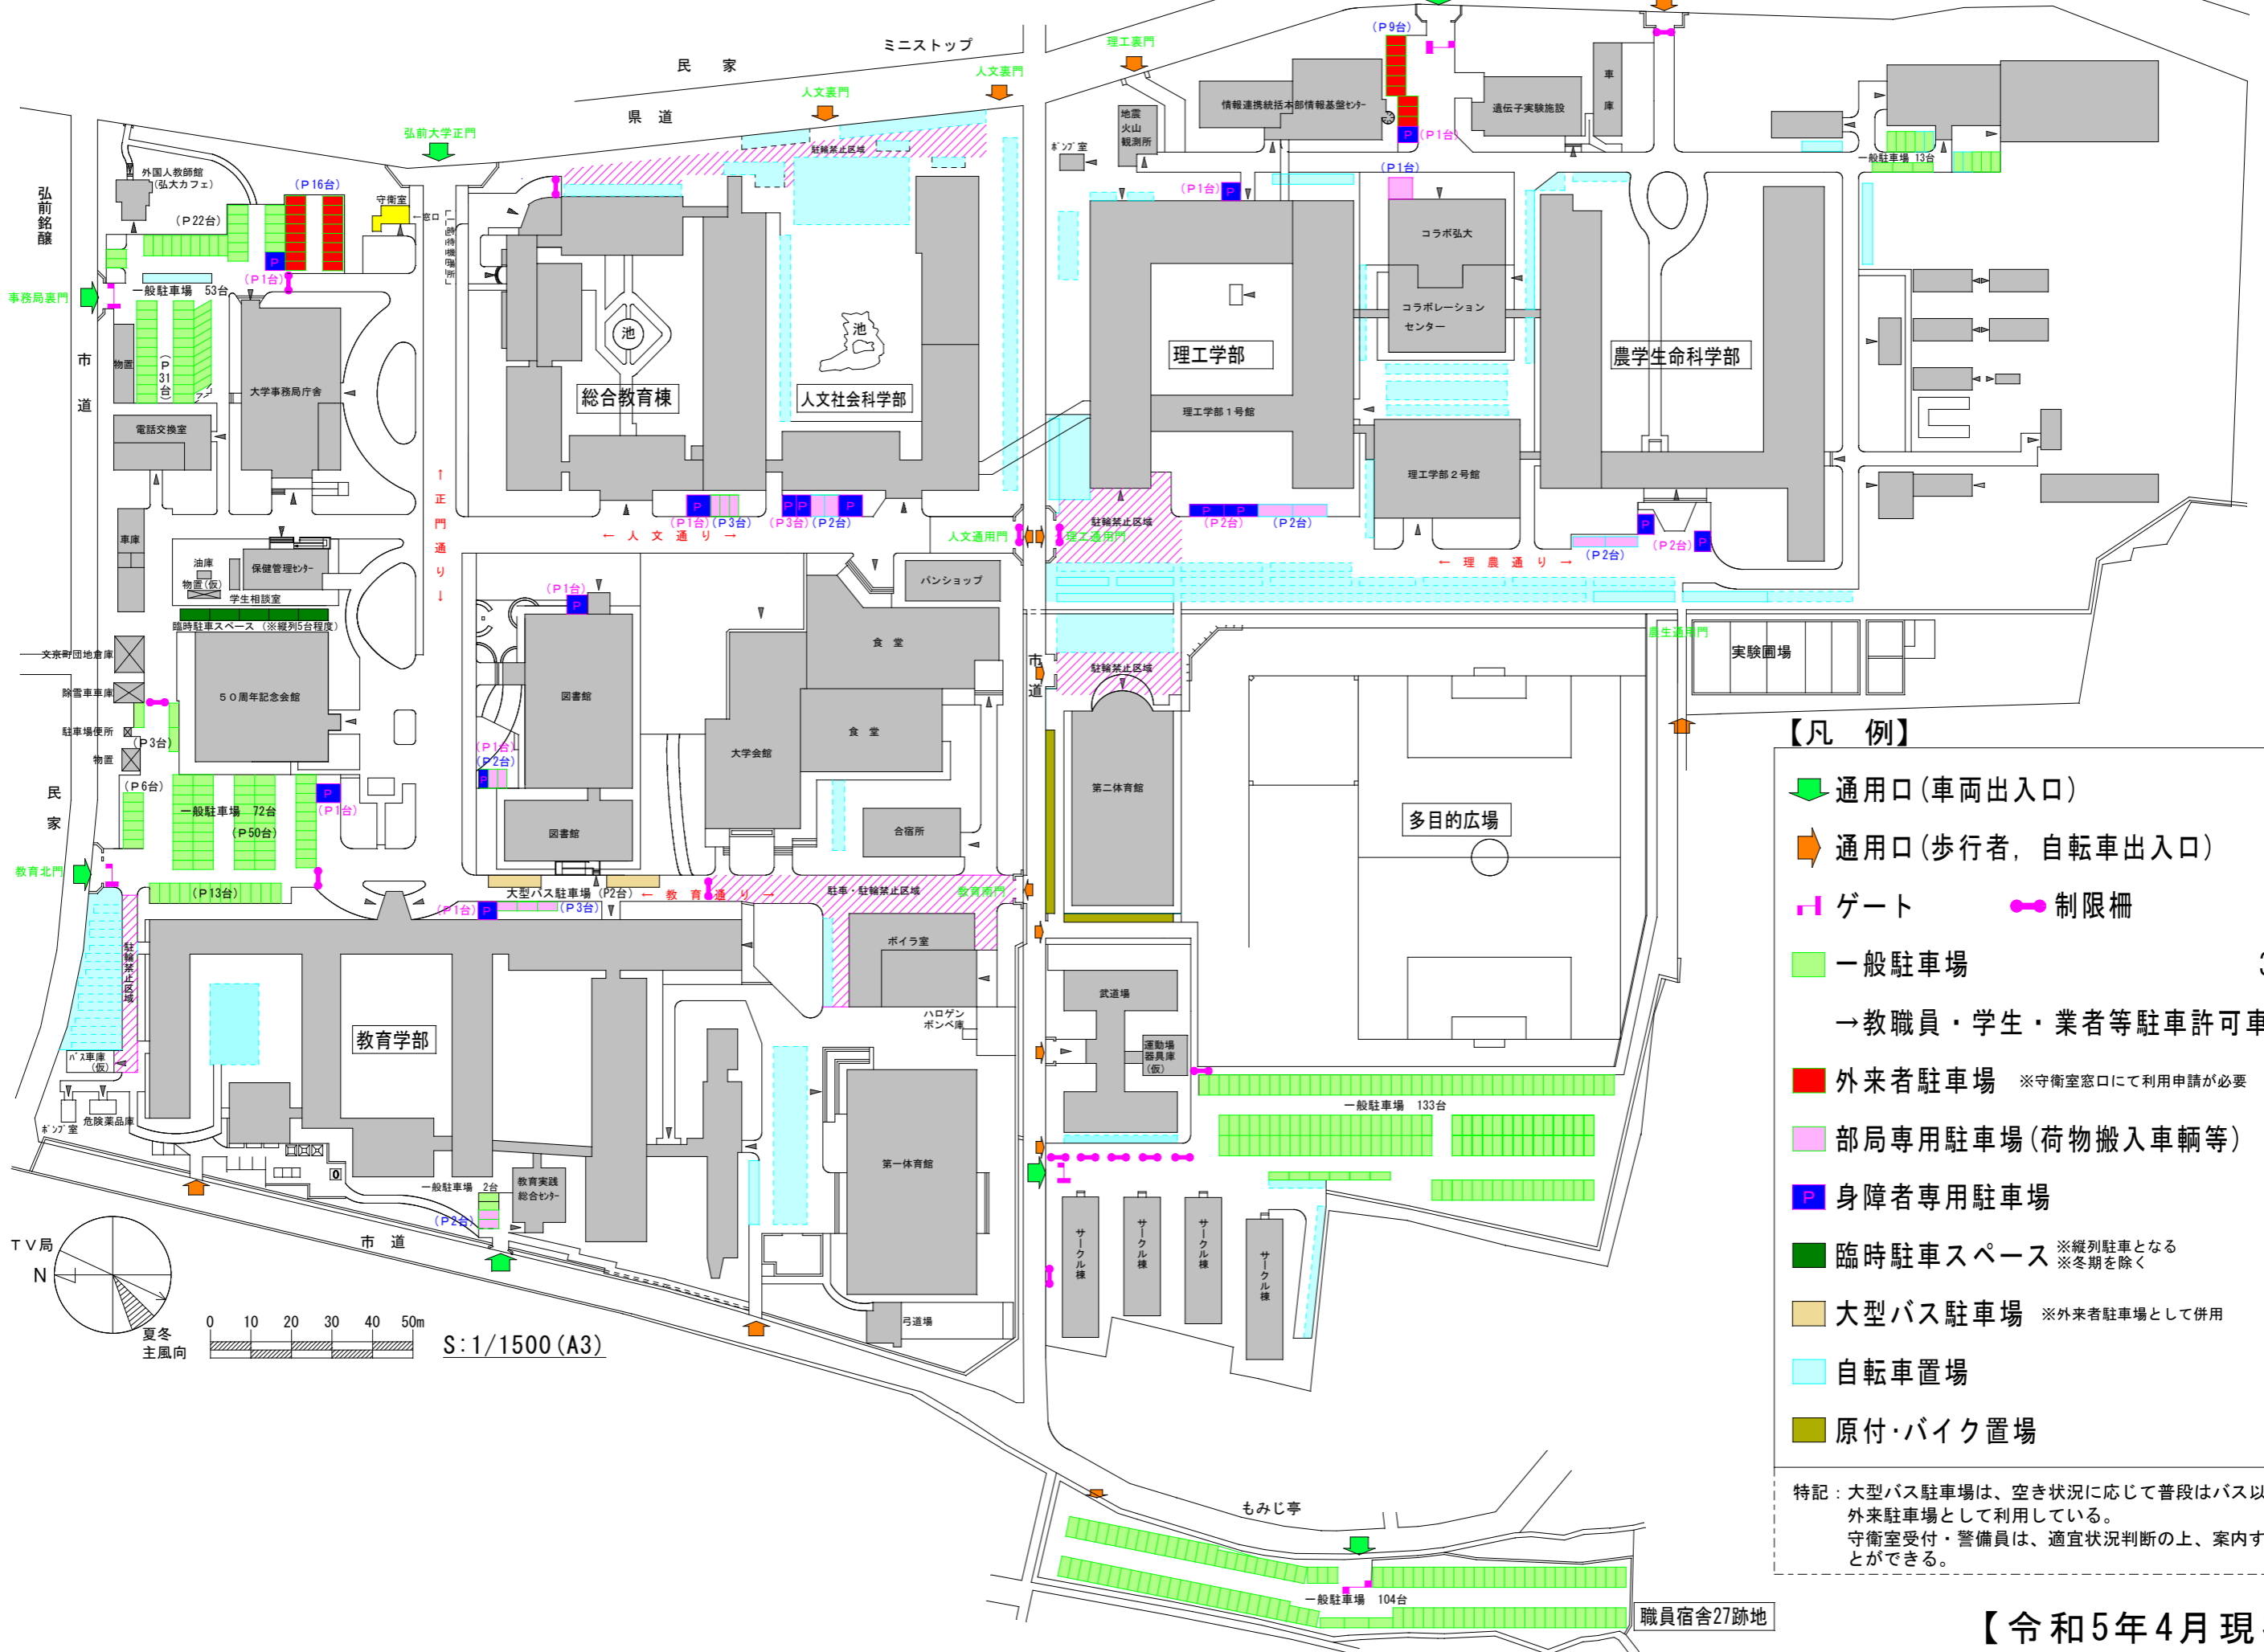 ミニストップ
民　家
県　道
弘前大学正門
人文裏門
人文裏門
理工裏門
(P9台)
情報連携統括本部情報基盤センター
地震
火山
観測所
ポンプ室
遺伝子実験施設
車
庫
P (P1台)
一般駐車場 13台
弘前銘醸
外国人教師館
(弘大カフェ)
(P16台)
(P22台)
守衛室
←窓口
P
(P1台)
一般駐車場　53台
事務局裏門
駐輪禁止区域
(P1台) P
(P1台)
コラボ弘大
コラボレーション
センター
市
道
物置
(P
31
台)
大学事務局庁舎
電話交換室
池
総合教育棟
池
人文社会科学部
理工学部
理工学部1号館
理工学部2号館
農学生命科学部
↑
正
門
通
り
↓
P
(P1台)(P3台)
P P P
(P3台)(P2台)
← 人 文 通 り →
人文通用門
理工通用門
駐輪禁止区域
P P
(P2台) (P2台)
← 理 農 通 り →
P
P
(P2台)
(P2台)
車庫
油庫
物置(仮)
保健管理センター
学生相談室
臨時駐車スペース (※縦列5台程度)
文京町団地倉庫
除雪車車庫
駐車場便所
物置
(P3台)
50周年記念会館
(P1台)
P
図書館
(P1台)
(P2台)
P
図書館
パンショップ
食　堂
食　堂
大学会館
合宿所
市
道
駐輪禁止区域
第二体育館
農生通用門
実験圃場
多目的広場
民
家
(P6台)
一般駐車場　72台
(P50台)
P
(P1台)
教育北門
(P13台)
大型バス駐車場 (P2台)
← 教 育 通 り →
駐車・駐輪禁止区域
教育南門
(P1台) P (P3台)
駐輪禁止区域
教育学部
ボイラ室
ハロゲン
ボンベ庫
バス車庫
(仮)
ポンプ室
危険薬品庫
一般駐車場　2台
(P2台)
教育実践
総合センター
第一体育館
弓道場
市　道
武道場
運動場
器具庫
(仮)
一般駐車場　133台
サークル棟
サークル棟
サークル棟
サークル棟
TV局
N
夏冬
主風向
0 10 20 30 40 50m
S:1/1500(A3)
もみじ亭
一般駐車場　104台
職員宿舎27跡地
【凡　例】
通用口(車両出入口)
通用口(歩行者, 自転車出入口)
ゲート
制限柵
一般駐車場
→教職員・学生・業者等駐車許可車
外来者駐車場 ※守衛室窓口にて利用申請が必要
部局専用駐車場(荷物搬入車輌等)
P 身障者専用駐車場
臨時駐車スペース ※縦列駐車となる
※冬期を除く
大型バス駐車場 ※外来者駐車場として併用
自転車置場
原付･バイク置場
特記：大型バス駐車場は、空き状況に応じて普段はバス以
外来駐車場として利用している。
守衛室受付・警備員は、適宜状況判断の上、案内す
とができる。
【令和5年4月現